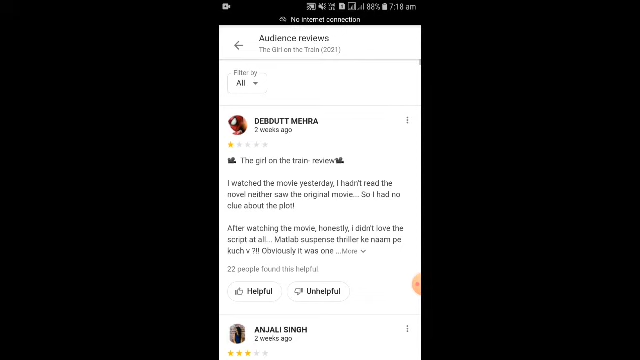 88% 7:18 am
No internet connection
Audience reviews
The Girl on the Train (2021)
Filter by
All
DEBDUTT MEHRA
2 weeks ago
The girl on the train- review
I watched the movie yesterday, I hadn't read the
novel neither saw the original movie... So I had no
clue about the plot!
After watching the movie, honestly, i didn't love the
script at all... Matlab suspense thriller ke naam pe
kuch v ?!! Obviously it was one ...More
22 people found this helpful
Helpful
Unhelpful
ANJALI SINGH
2 weeks ago